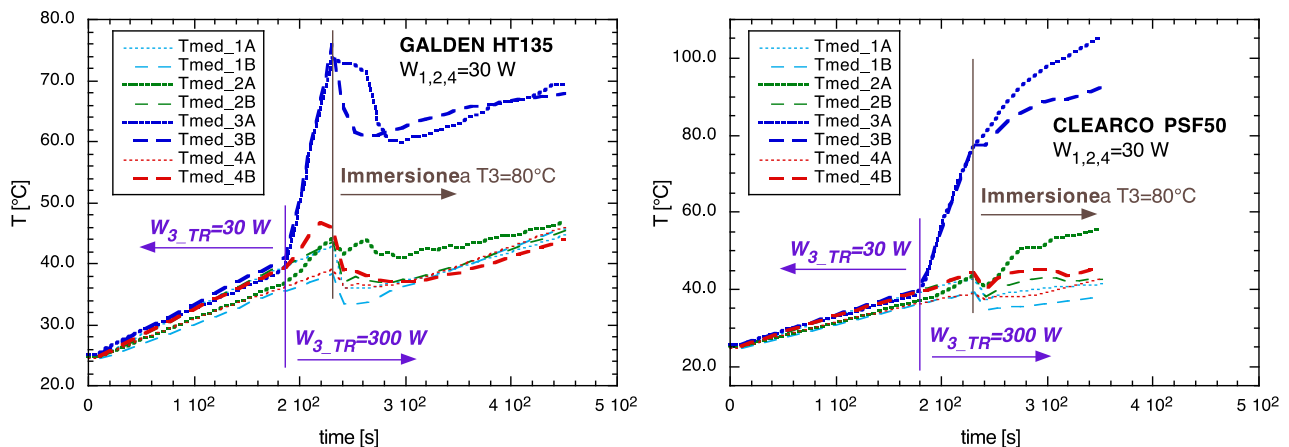 80.0
70.0
60.0
50.0
40.0
30.0
20.0
T [°C]
Tmed_1A
Tmed_1B
Tmed_2A
Tmed_2B
Tmed_3A
Tmed_3B
Tmed_4A
Tmed_4B
GALDEN HT135
W1,2,4=30 W
Immersionea T3=80°C
W3_TR=30 W
W3_TR=300 W
0
1 10²
2 10²
3 10²
4 10²
5 10²
time [s]
100.0
80.0
60.0
40.0
20.0
T [°C]
Tmed_1A
Tmed_1B
Tmed_2A
Tmed_2B
Tmed_3A
Tmed_3B
Tmed_4A
Tmed_4B
CLEARCO PSF50
W1,2,4=30 W
Immersionea T3=80°C
W3_TR=30 W
W3_TR=300 W
0
1 10²
2 10²
3 10²
4 10²
5 10²
time [s]